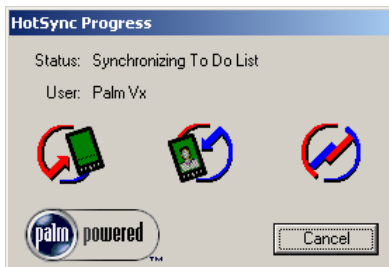 HotSync Progress
Status: Synchronizing To Do List
User: Palm Vx
palm powered TM
Cancel